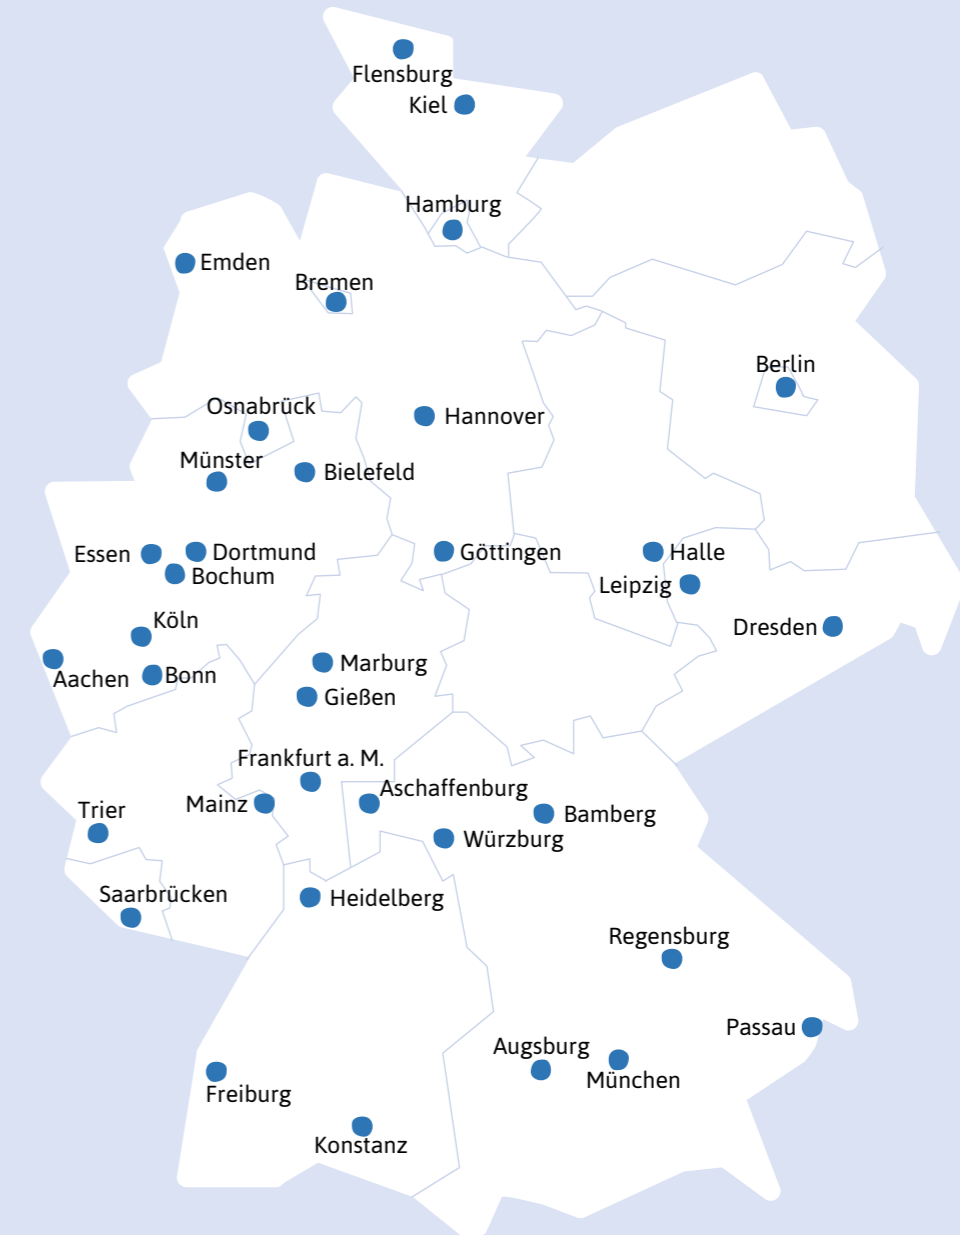 Flensburg
Kiel
Hamburg
Emden
Bremen
Berlin
Osnabrück
Hannover
Münster
Bielefeld
Essen
Dortmund
Göttingen
Halle
Bochum
Leipzig
Köln
Dresden
Marburg
Aachen
Bonn
Gießen
Frankfurt a. M.
Aschaffenburg
Mainz
Trier
Bamberg
Würzburg
Saarbrücken
Heidelberg
Regensburg
Passau
Augsburg
München
Freiburg
Konstanz